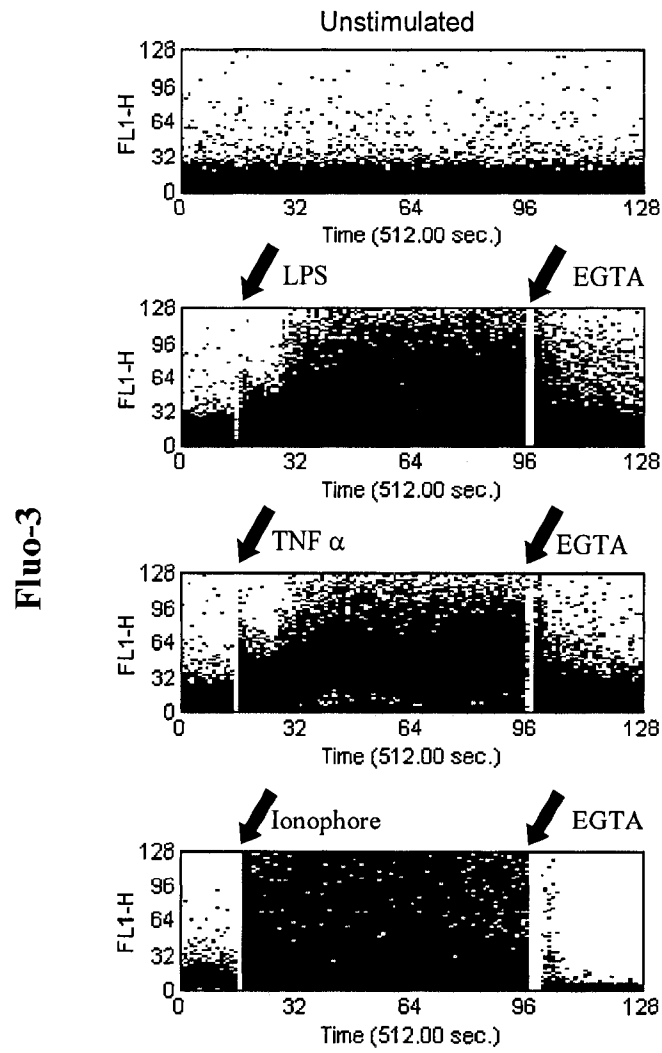 Unstimulated
128
96
64
32
0
FL1-H
0 32 64 96 128
Time (512.00 sec.)
LPS EGTA
128
96
64
32
0
FL1-H
0 32 64 96 128
Time (512.00 sec.)
Fluo-3
TNF α EGTA
128
96
64
32
0
FL1-H
0 32 64 96 128
Time (512.00 sec.)
Ionophore EGTA
128
96
64
32
0
FL1-H
0 32 64 96 128
Time (512.00 sec.)